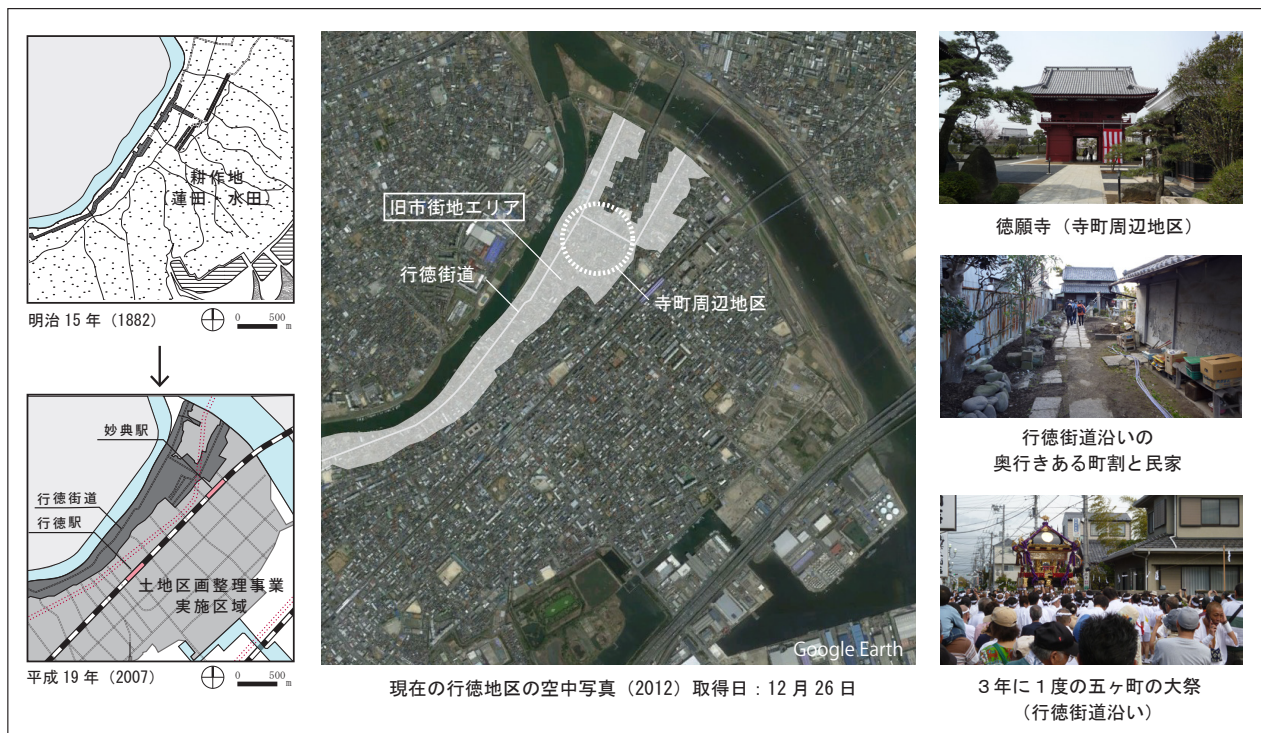 耕作地
(蓮田・水田)
明治 15 年 (1882)
0 500
m
妙典駅
行徳街道
行徳駅
土地区画整理事業
実施区域
平成 19 年 (2007)
0 500
m
旧市街地エリア
行徳街道
寺町周辺地区
Google Earth
現在の行徳地区の空中写真（2012）取得日：12 月 26 日
徳願寺（寺町周辺地区）
行徳街道沿いの
奥行きある町割と民家
３年に１度の五ヶ町の大祭
（行徳街道沿い）